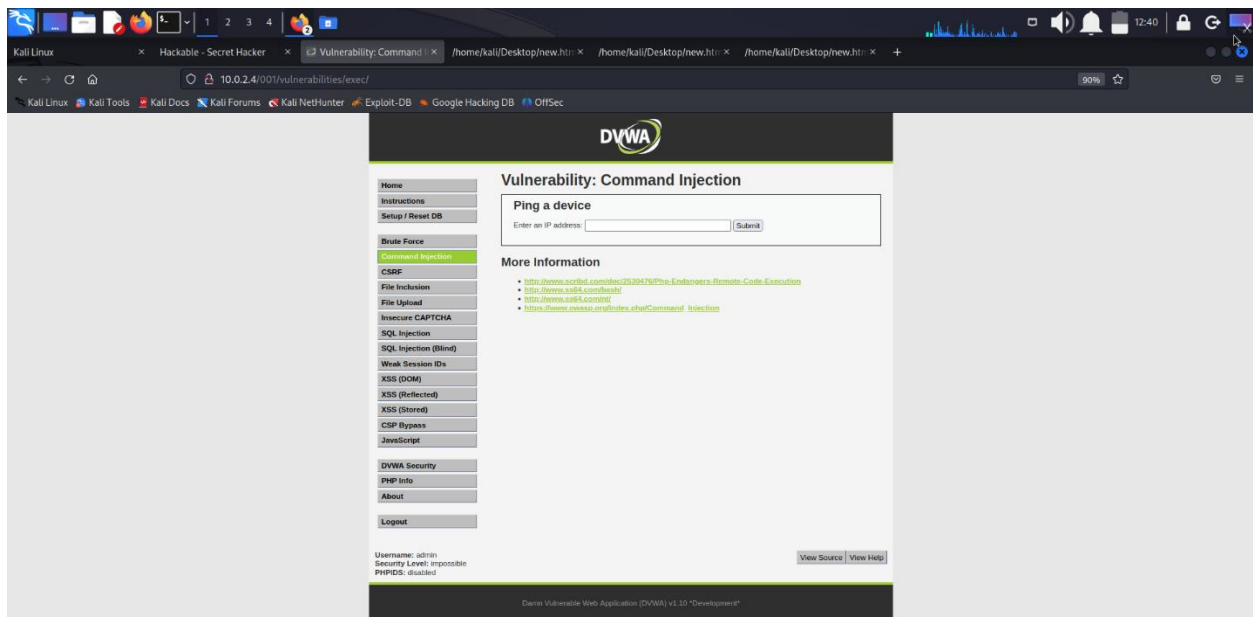 1 2 3 4
12:40
Kali Linux
Hackable - Secret Hacker
Vulnerability: Command I
/home/kali/Desktop/new.htm
/home/kali/Desktop/new.htm
/home/kali/Desktop/new.htm
10.0.2.4/001/vulnerabilities/exec/
90%
Kali Linux Kali Tools Kali Docs Kali Forums Kali NetHunter Exploit-DB Google Hacking DB OffSec
DVWA
Home
Instructions
Setup / Reset DB
Brute Force
Command Injection
CSRF
File Inclusion
File Upload
Insecure CAPTCHA
SQL Injection
SQL Injection (Blind)
Weak Session IDs
XSS (DOM)
XSS (Reflected)
XSS (Stored)
CSP Bypass
JavaScript
DVWA Security
PHP Info
About
Logout
Vulnerability: Command Injection
Ping a device
Enter an IP address: Submit
More Information
http://www.scribd.com/doc/2530476/Php-Endangers-Remote-Code-Execution
http://www.ss64.com/bash/
http://www.ss64.com/nt/
https://www.owasp.org/index.php/Command_Injection
Username: admin
Security Level: impossible
PHPIDS: disabled
View Source View Help
Damn Vulnerable Web Application (DVWA) v1.10 *Development*